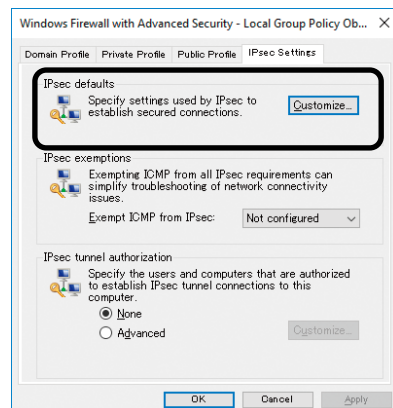 Windows Firewall with Advanced Security - Local Group Policy Ob...
Domain Profile Private Profile Public Profile IPsec Settings
IPsec defaults
Specify settings used by IPsec to
establish secured connections.
Customize...
IPsec exemptions
Exempting ICMP from all IPsec requirements can
simplify troubleshooting of network connectivity
issues.
Exempt ICMP from IPsec: Not configured
IPsec tunnel authorization
Specify the users and computers that are authorized
to establish IPsec tunnel connections to this
computer.
None
Advanced
Customize...
OK Cancel Apply